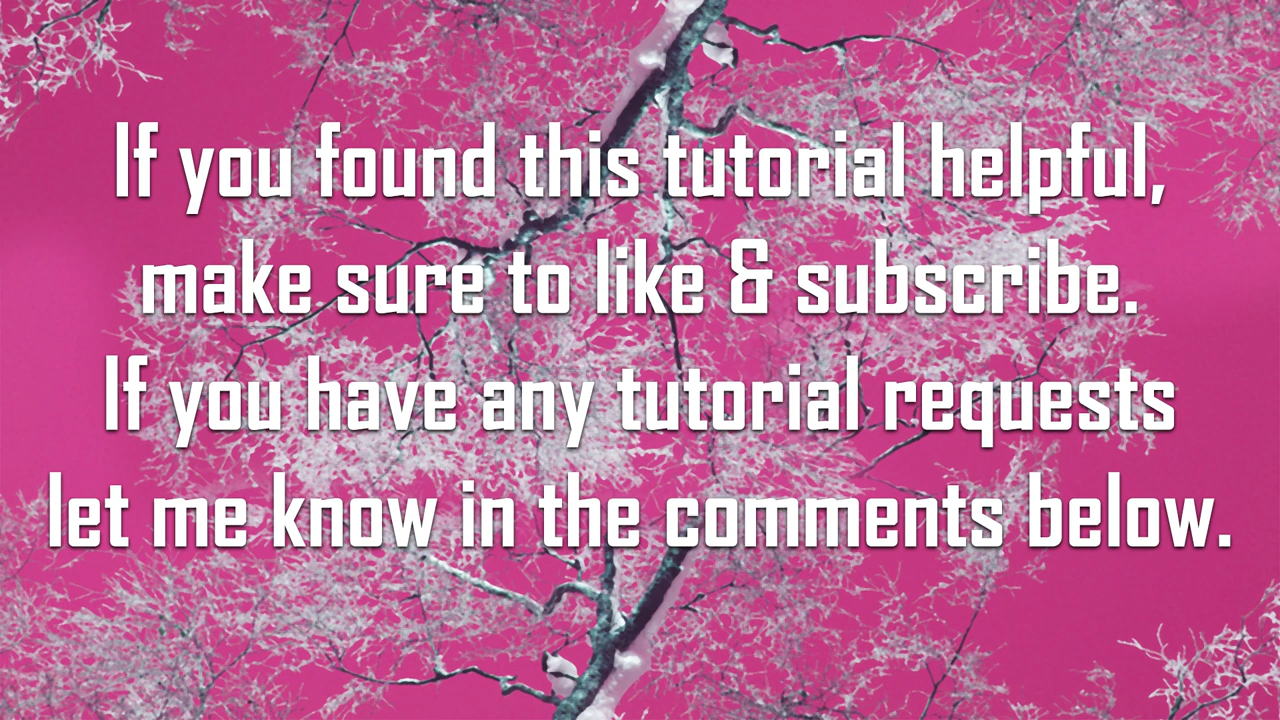 If you found this tutorial helpful,
make sure to like & subscribe.
If you have any tutorial requests
let me know in the comments below.